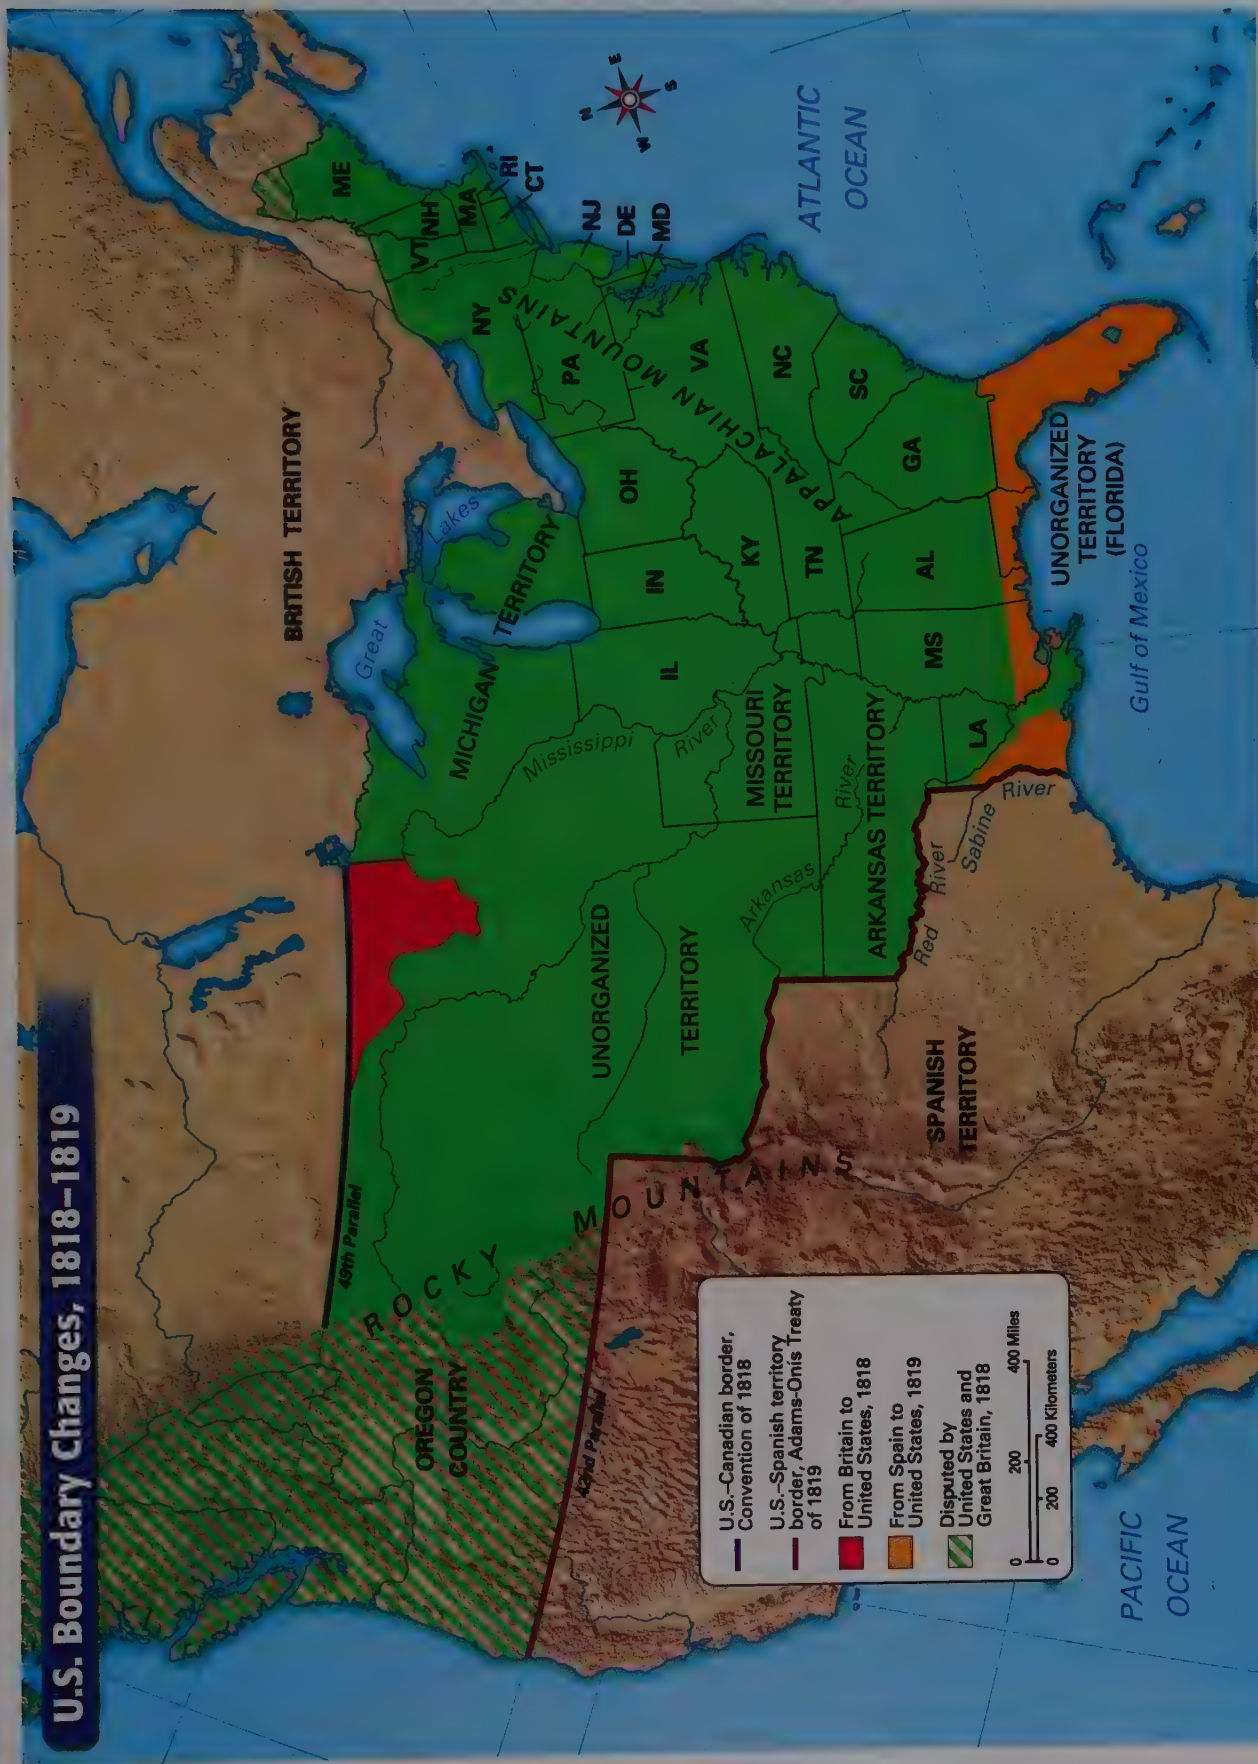 U.S. Boundary Changes, 1818–1819
BRITISH TERRITORY
49th Parallel
ROCKY
MOUNTAINS
OREGON
COUNTRY
42nd Parallel
UNORGANIZED
TERRITORY
MICHIGAN
TERRITORY
Great
Lakes
Mississippi
River
MISSOURI
TERRITORY
Arkansas
River
ARKANSAS TERRITORY
Red
River
Sabine
River
SPANISH
TERRITORY
ME
VT
NH
MA
RI
CT
NY
NJ
DE
MD
PA
APPALACHIAN MOUNTAINS
VA
NC
SC
GA
OH
IN
IL
KY
TN
AL
MS
LA
UNORGANIZED
TERRITORY
(FLORIDA)
Gulf of Mexico
ATLANTIC
OCEAN
N
E
S
W
PACIFIC
OCEAN
U.S.–Canadian border,
Convention of 1818
U.S.–Spanish territory
border, Adams-Onis Treaty
of 1819
From Britain to
United States, 1818
From Spain to
United States, 1819
Disputed by
United States and
Great Britain, 1818
0 200 400 Miles
0 200 400 Kilometers